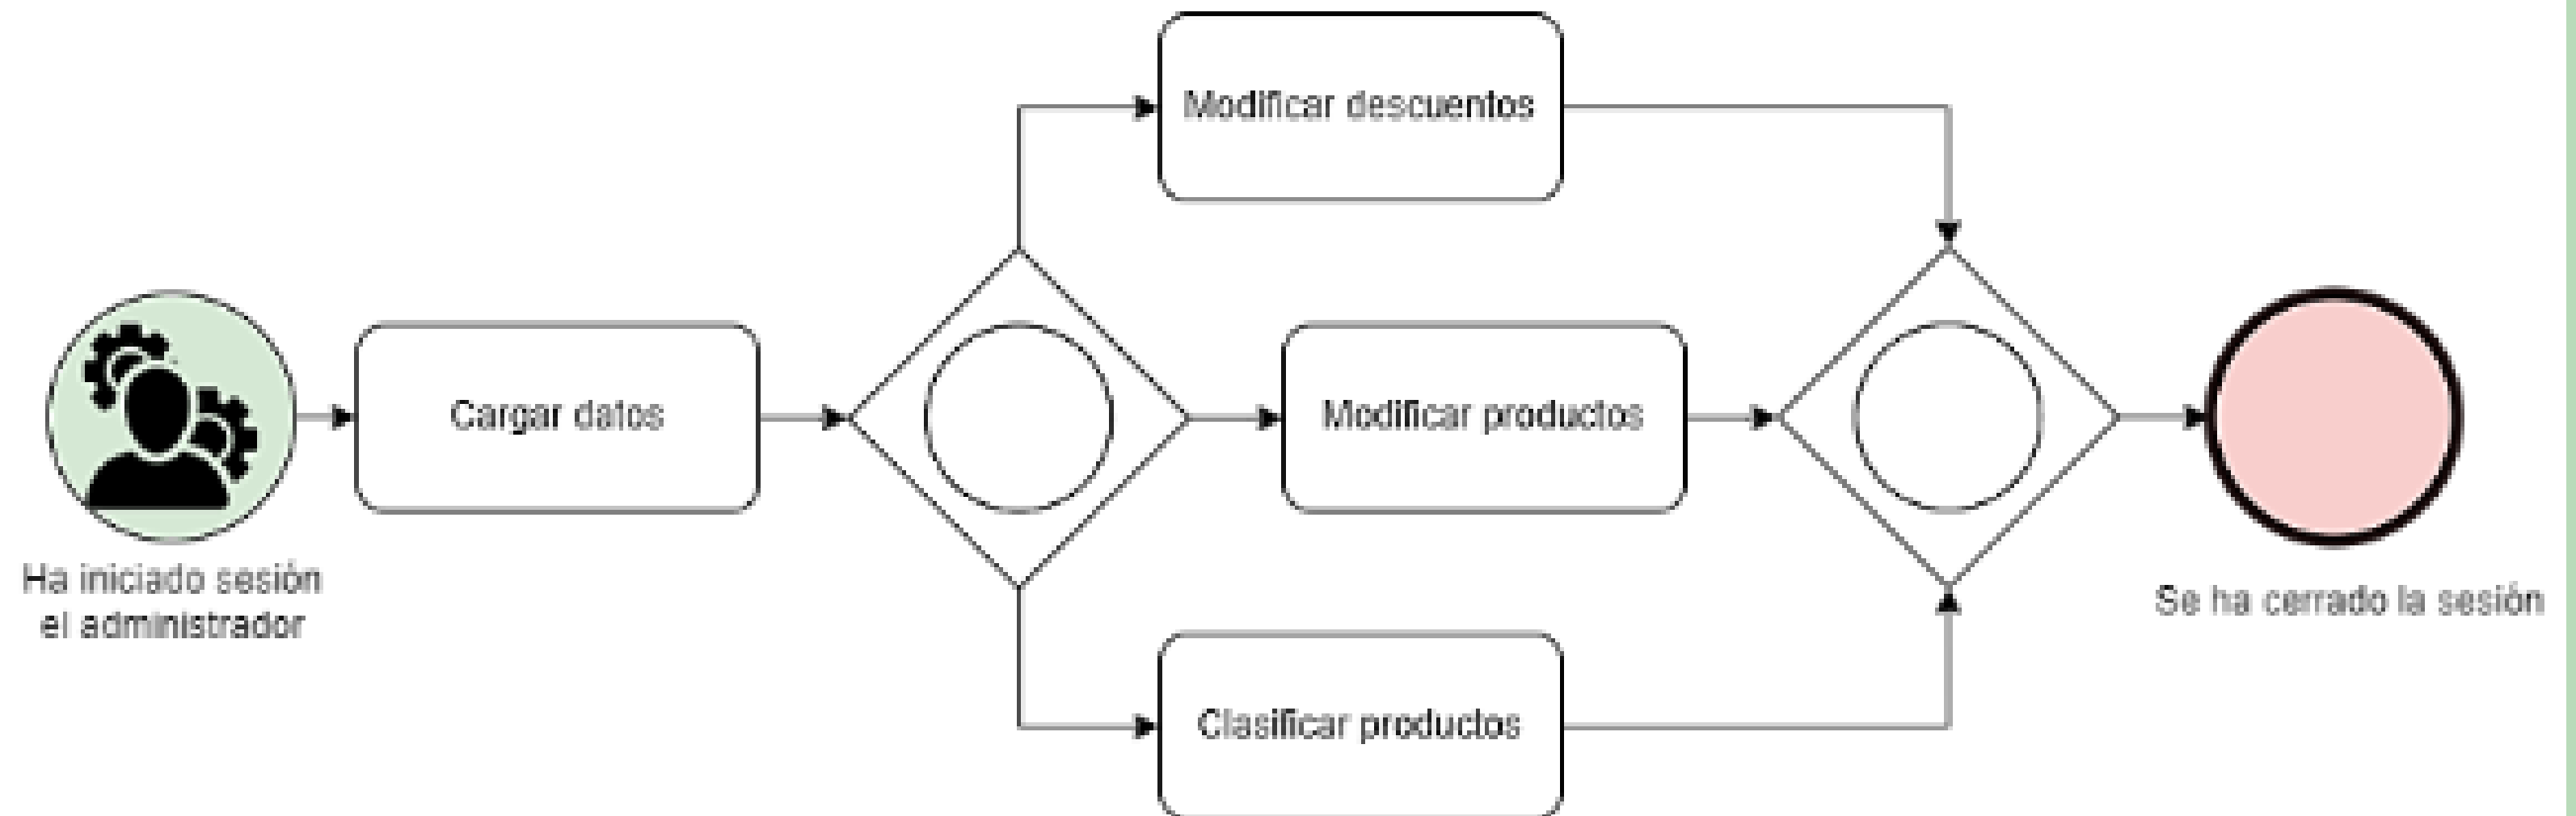 Modificar descuentos
Cargar datos
Modificar productos
Ha iniciado sesión
el administrador
Se ha cerrado la sesión
Clasificar productos